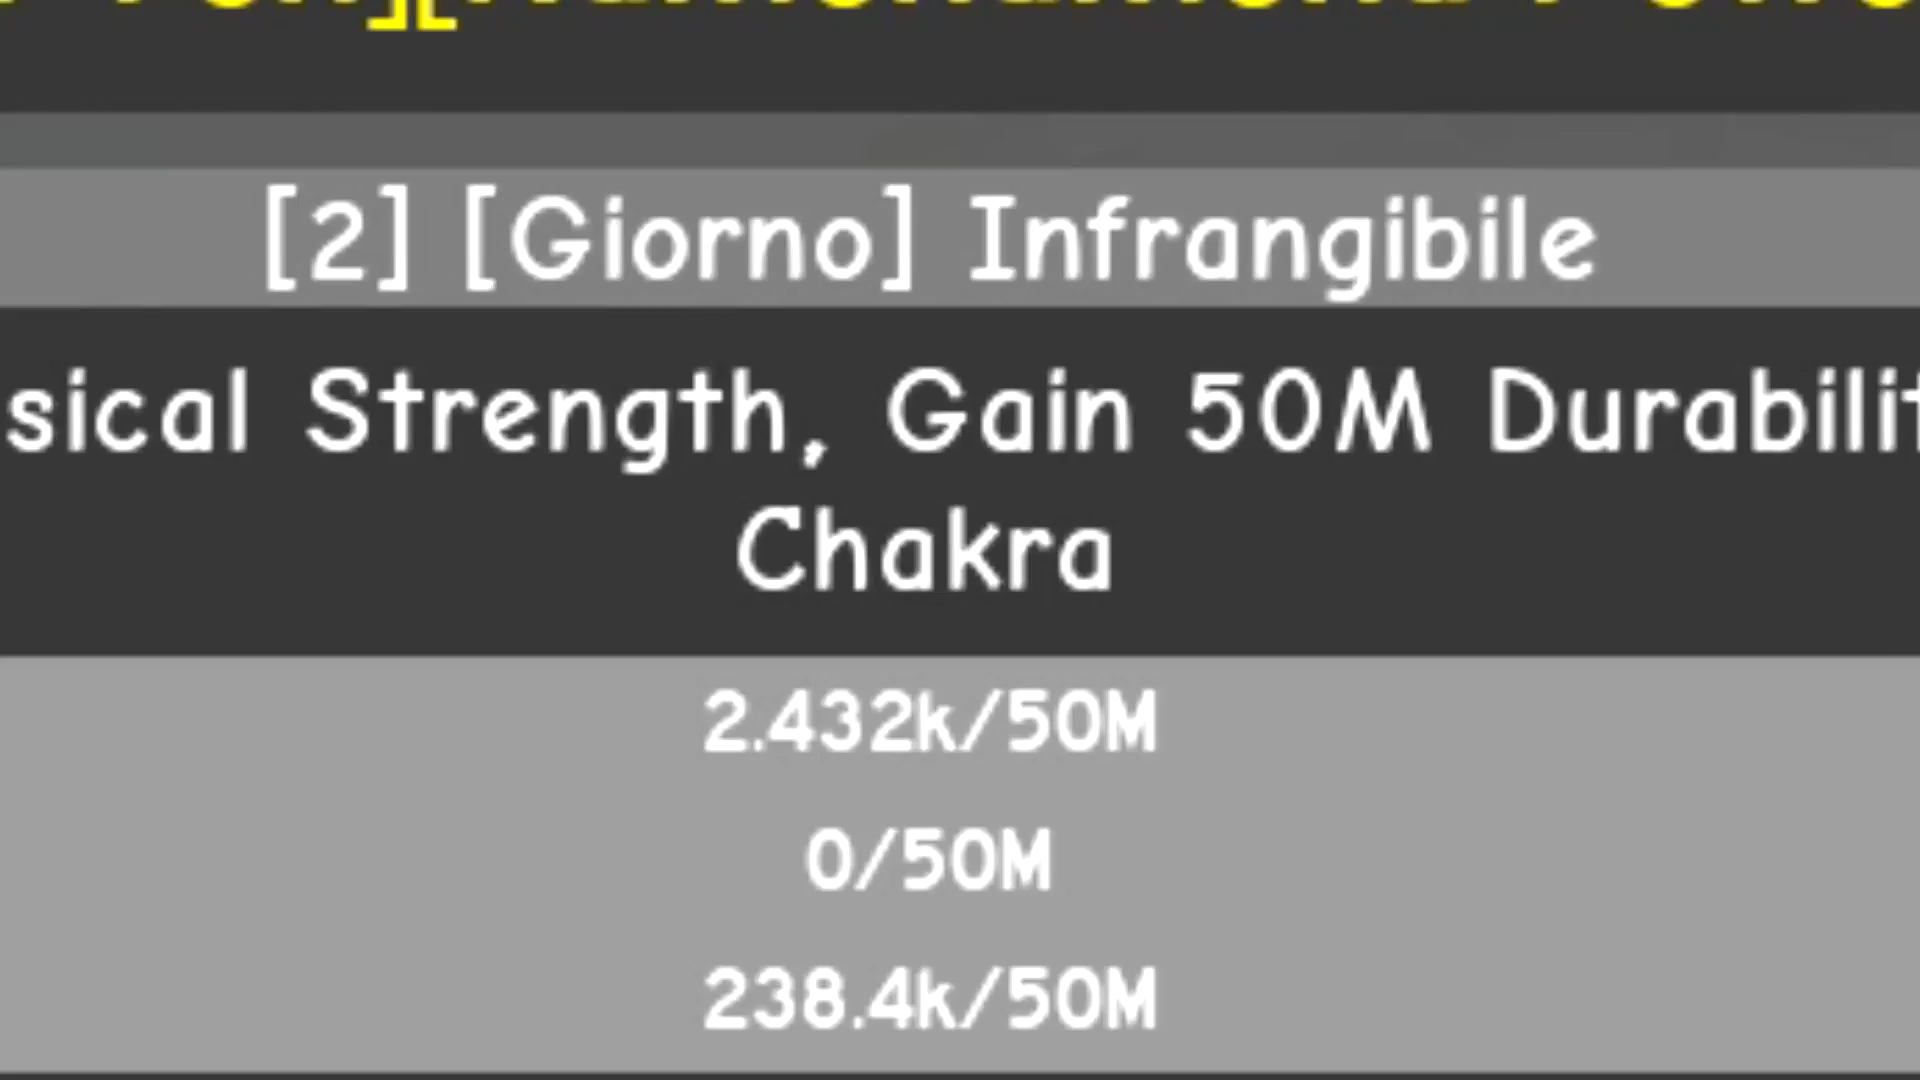 [2] [Giorno] Infrangibile
sical Strength, Gain 50M Durabilit
Chakra
2.432k/50M
0/50M
238.4k/50M